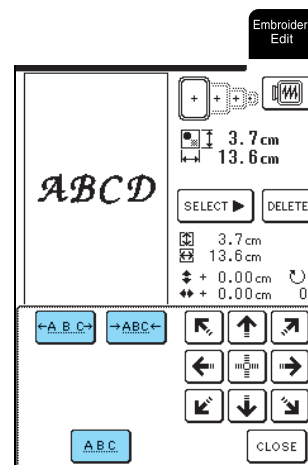 Embroider
Edit
3.7cm
13.6cm
ABCD
SELECT ▶ DELETE
3.7cm
13.6cm
+ 0.00cm
+ 0.00cm 0
←A B C→ →ABC←
ABC
CLOSE